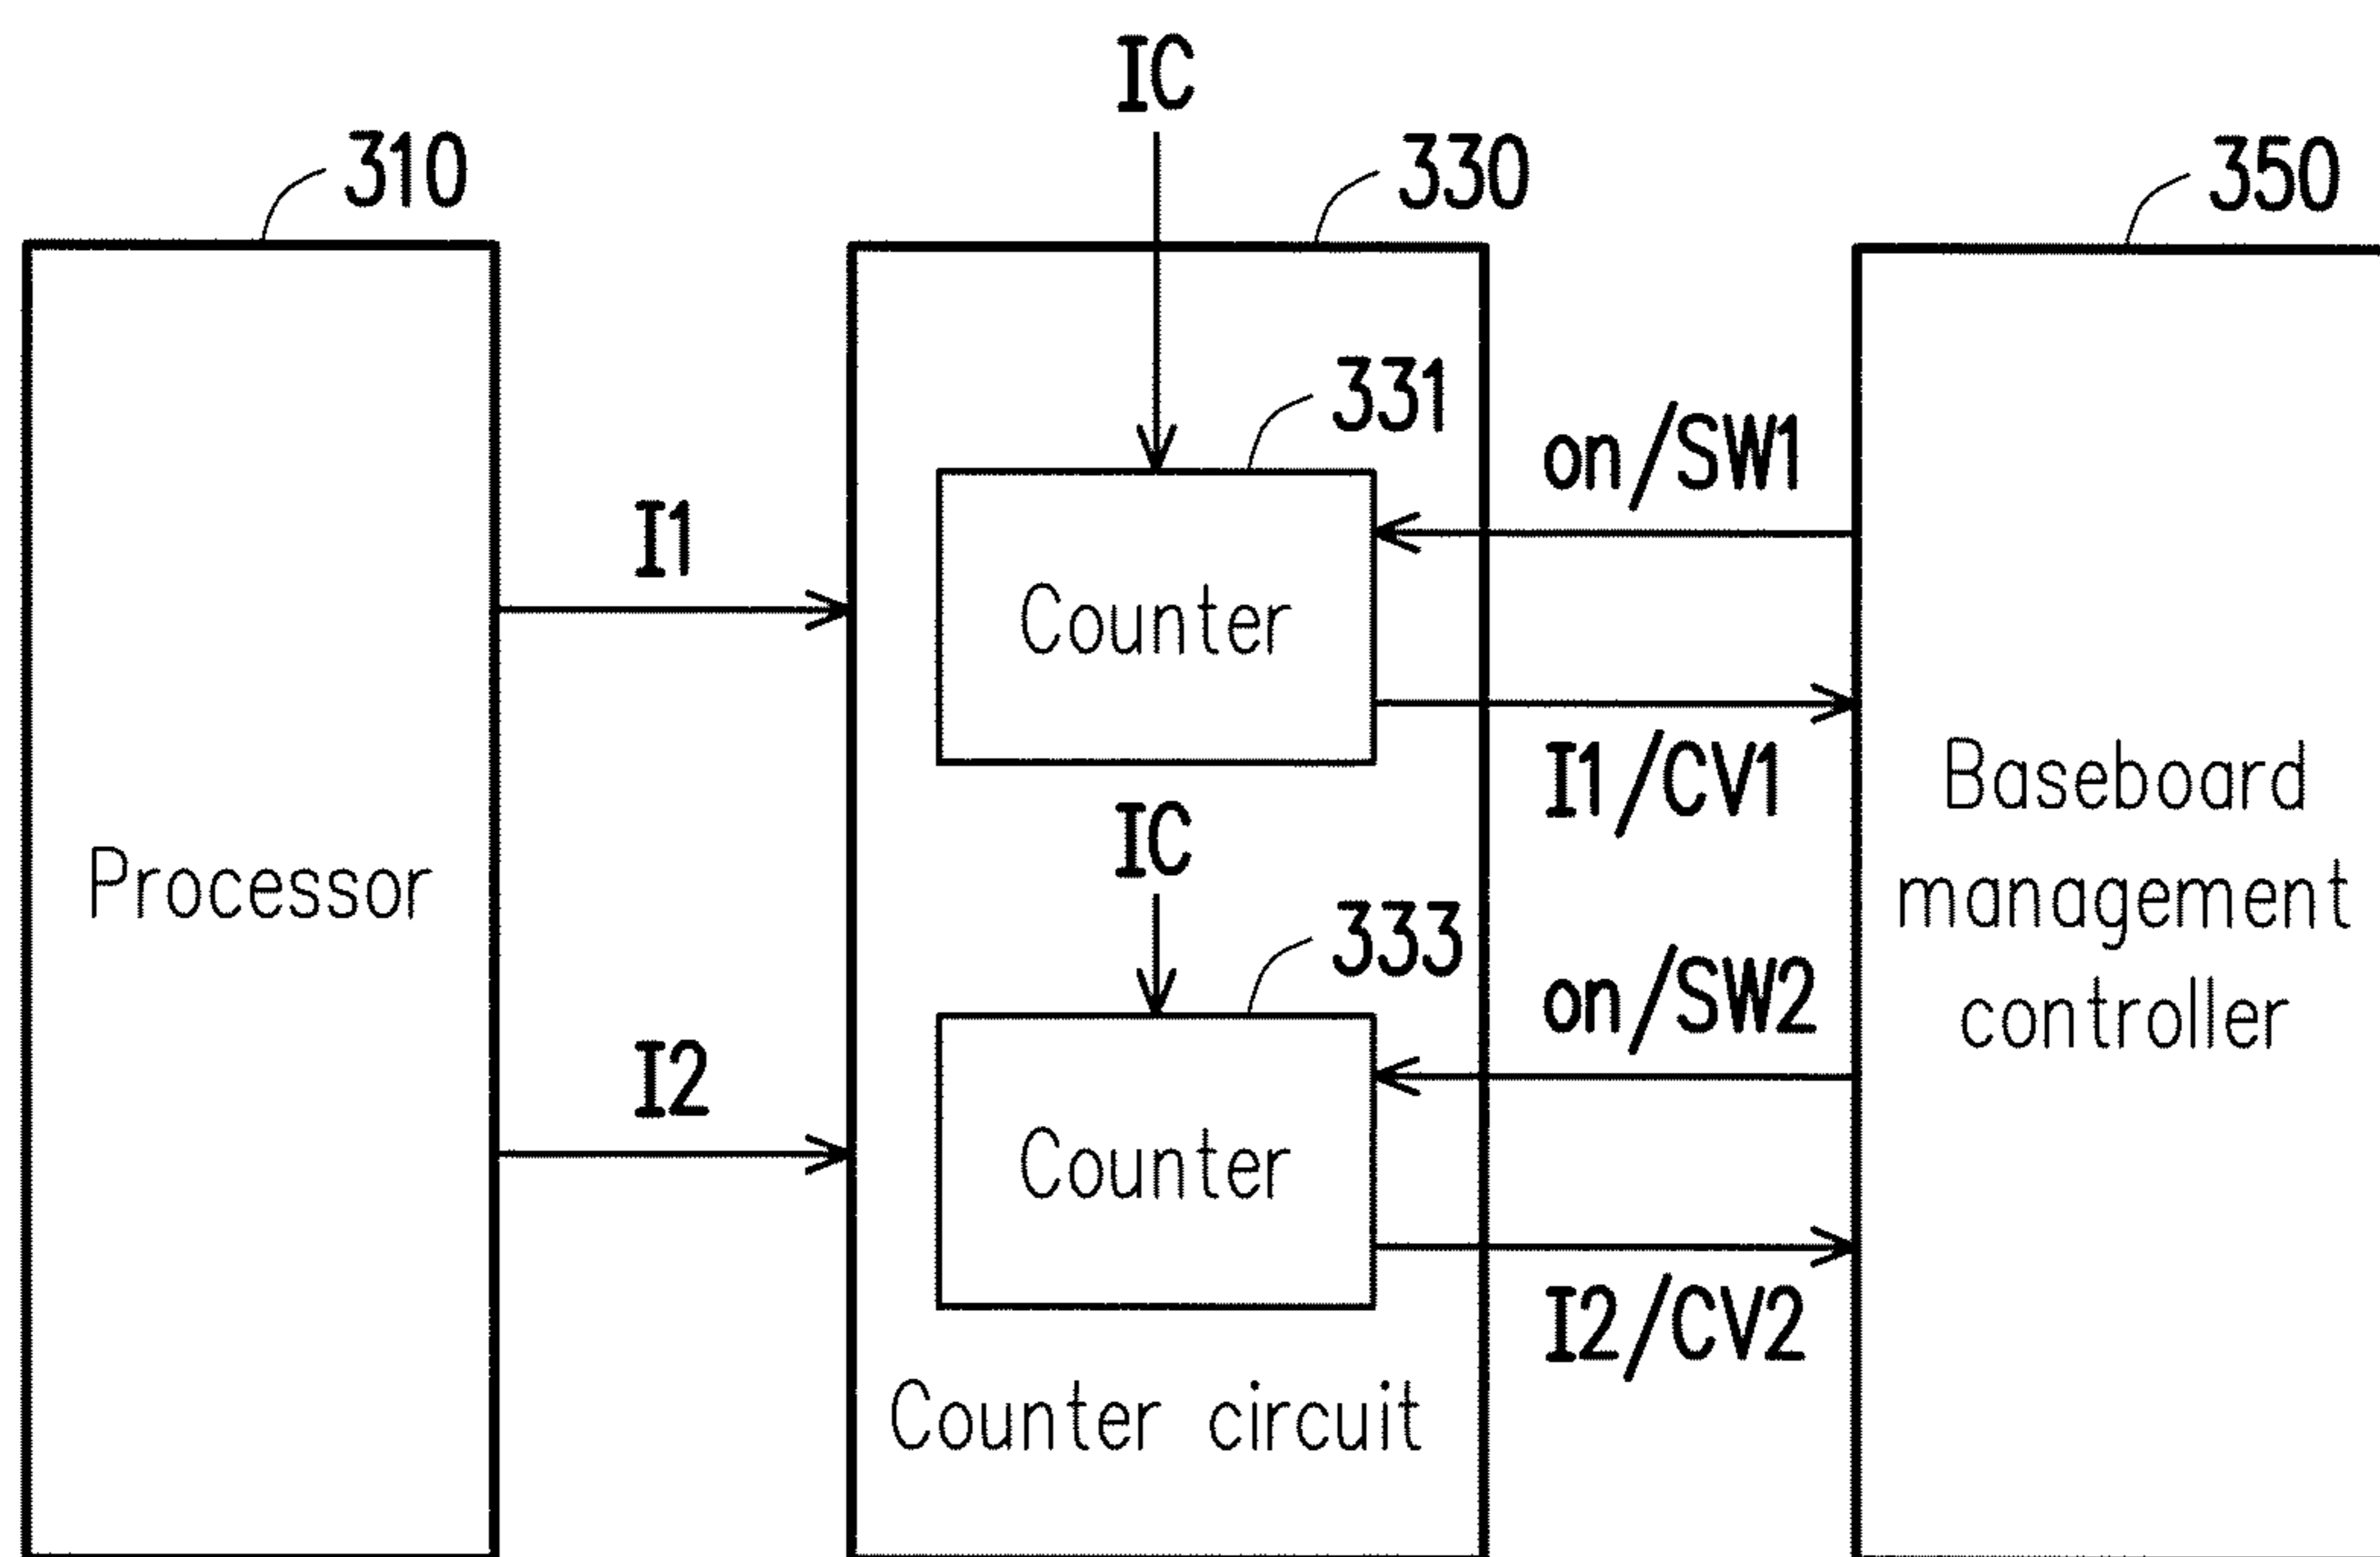 IC
310
330
350
331
on/SW1
I1
Counter
I1/CV1
Baseboard
management
controller
IC
Processor
333
on/SW2
I2
Counter
I2/CV2
Counter circuit